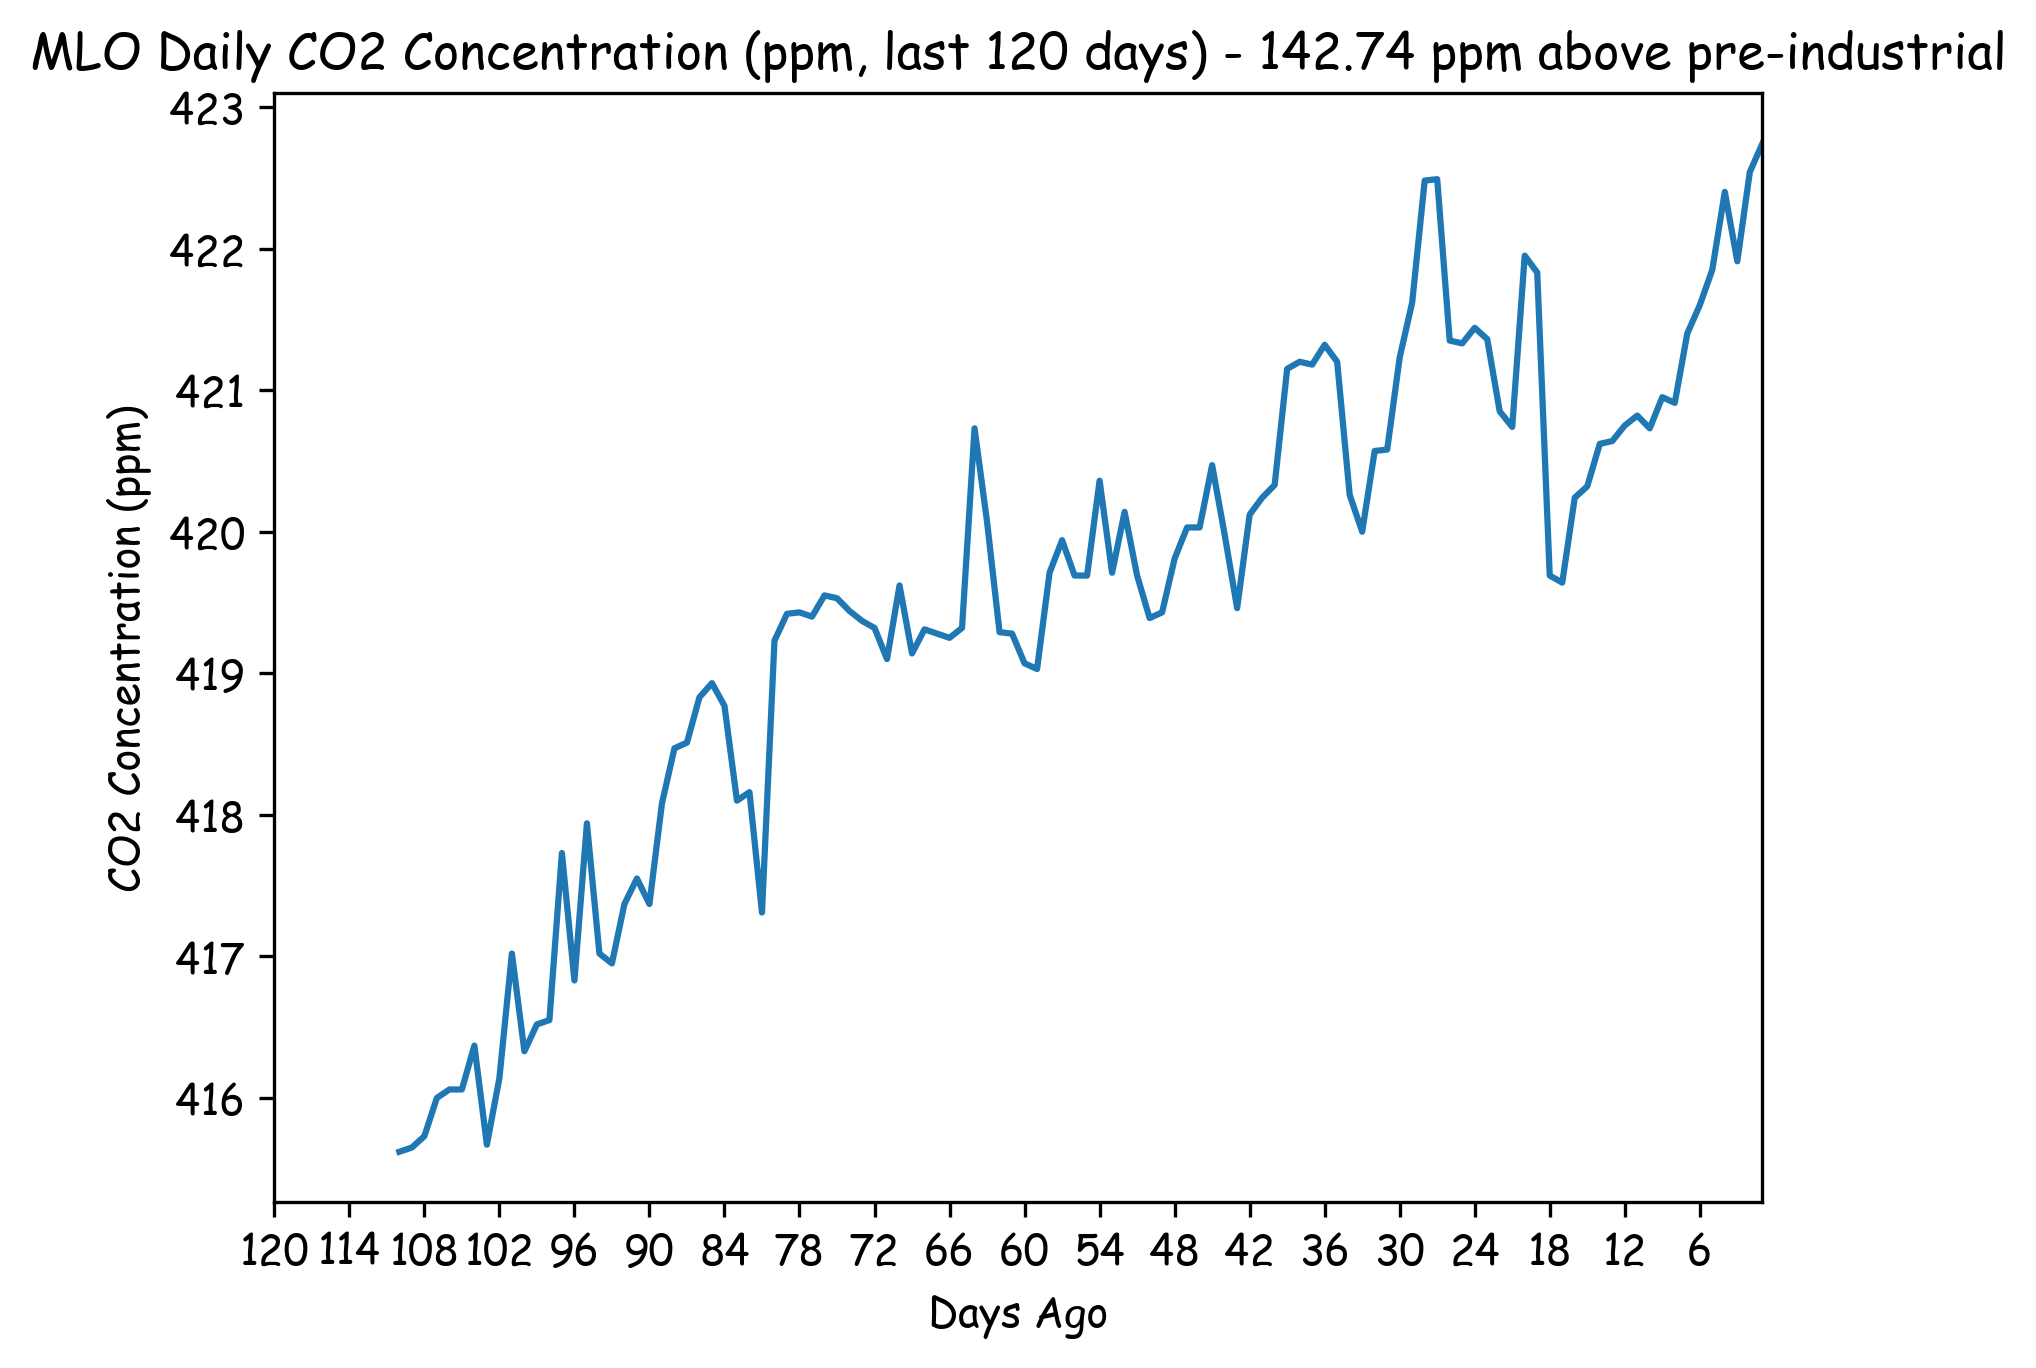 MLO Daily CO2 Concentration (ppm, last 120 days) - 142.74 ppm above pre-industrial
423
422
421
420
419
418
417
416
CO2 Concentration (ppm)
120 114 108 102 96 90 84 78 72 66 60 54 48 42 36 30 24 18 12 6
Days Ago